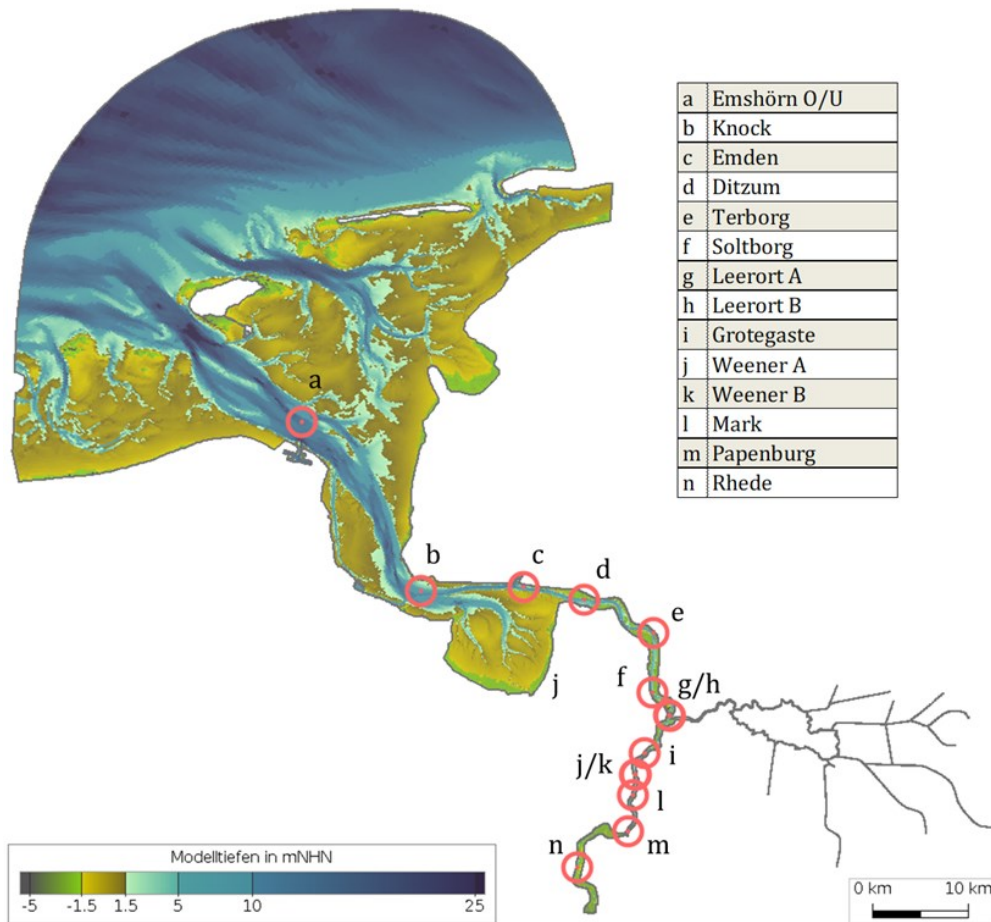 a Emshörn O/U
b Knock
c Emden
d Ditzum
e Terborg
f Soltborg
g Leerort A
h Leerort B
i Grotegaste
j Weener A
k Weener B
l Mark
m Papenburg
n Rhede
a
b
c
d
e
f
g/h
j
i
j/k
l
m
n
Modelltiefen in mNHN
-5 -1.5 1.5 5 10 25
0 km 10 km